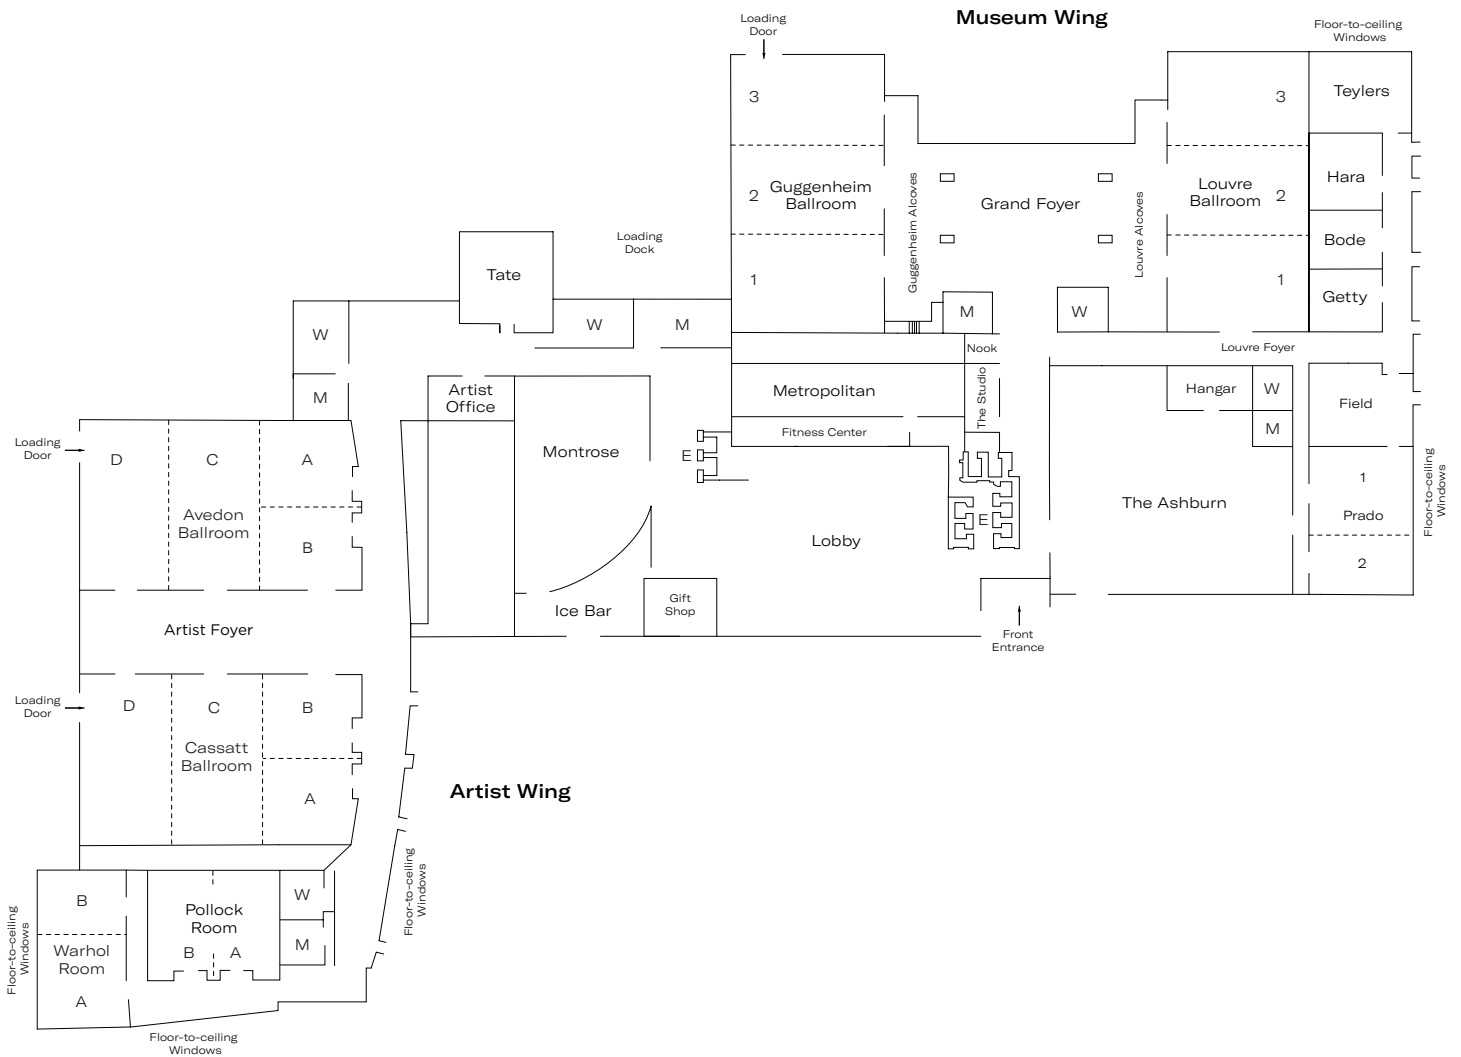 Museum Wing
Loading
Door
Floor-to-ceiling
Windows
3
3
Teylers
Guggenheim
Ballroom
2
Guggenheim Alcoves
Grand Foyer
Louvre Alcoves
Louvre
Ballroom
2
Hara
Bode
Getty
1
1
M
W
Loading
Dock
Tate
W
W
M
M
Nook
Louvre Foyer
Artist
Office
Metropolitan
The Studio
Hangar
W
M
Field
Fitness Center
Montrose
E
E
Lobby
The Ashburn
1
Prado
2
Floor-to-ceiling
Windows
Loading
Door
D
C
A
Avedon
Ballroom
B
Ice Bar
Gift
Shop
Front
Entrance
Artist Foyer
Loading
Door
D
C
B
Cassatt
Ballroom
A
Artist Wing
Floor-to-ceiling
Windows
B
Warhol
Room
A
Pollock
Room
B
A
W
M
Floor-to-ceiling
Windows
Floor-to-ceiling
Windows